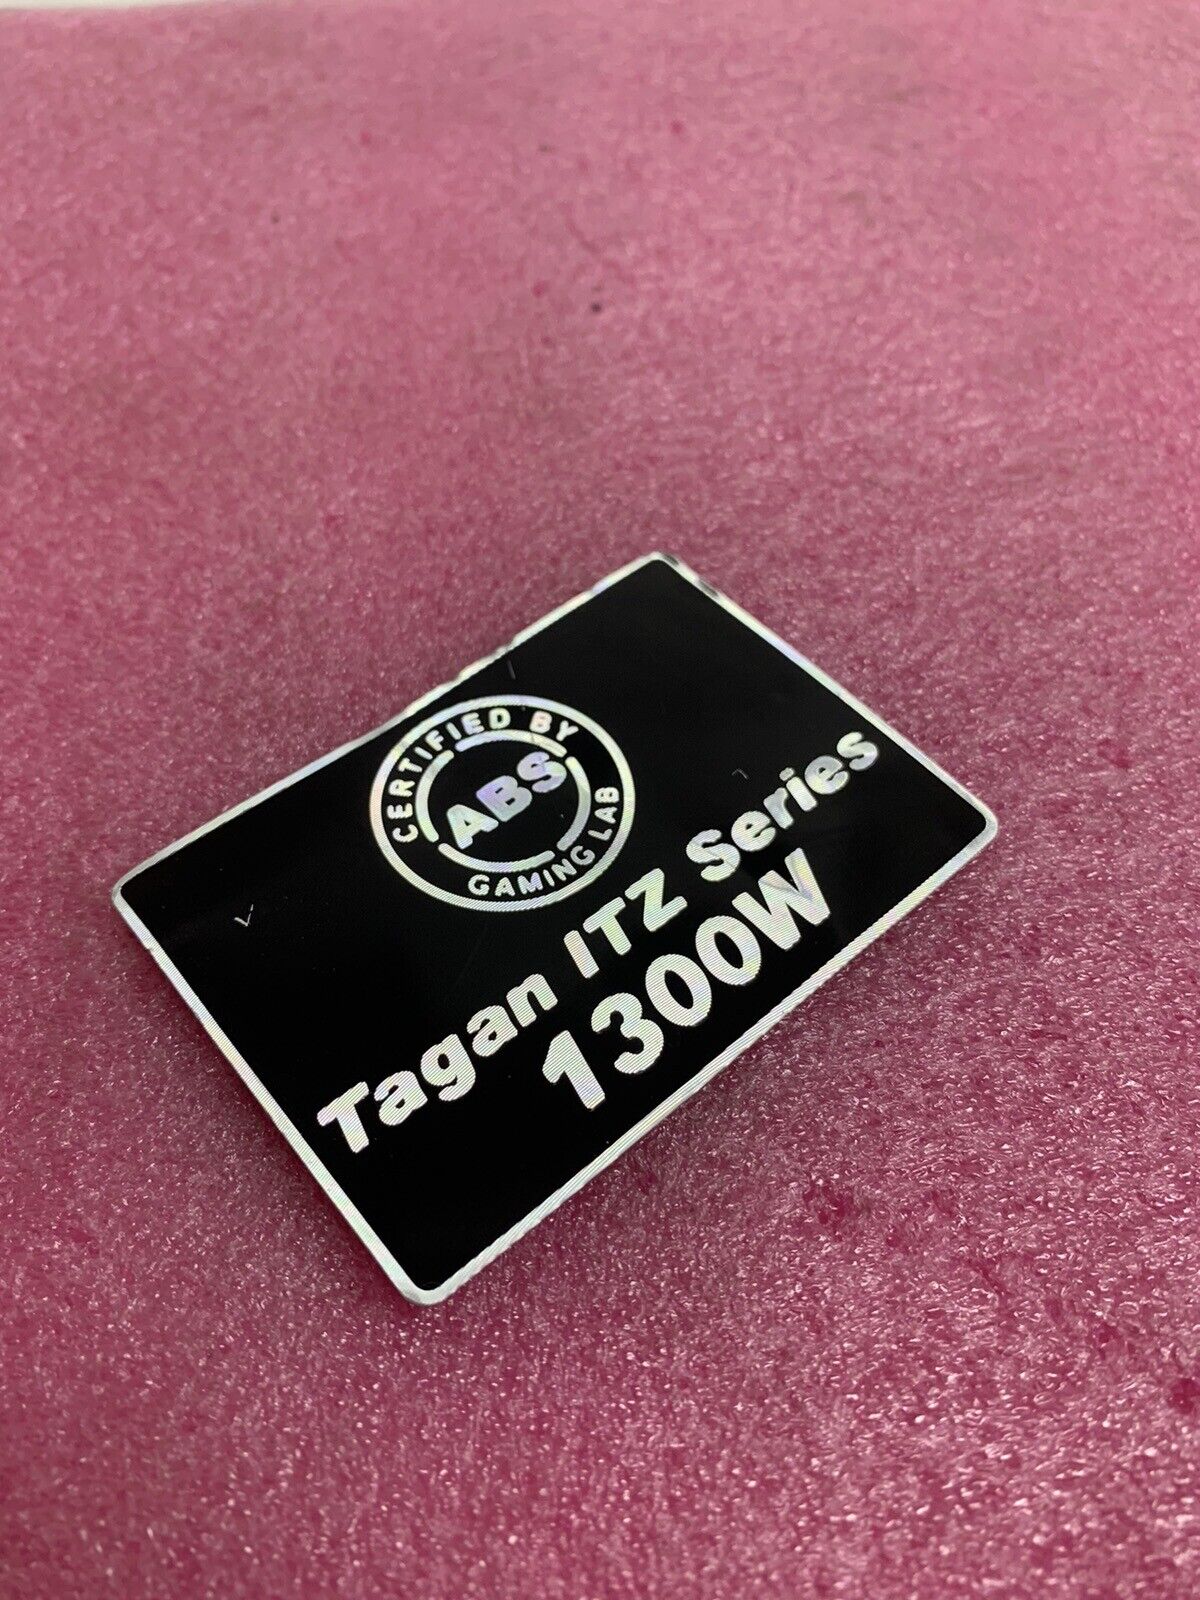 CERTIFIED BY
ABS
GAMING LAB
Tagan ITZ Series
1300W